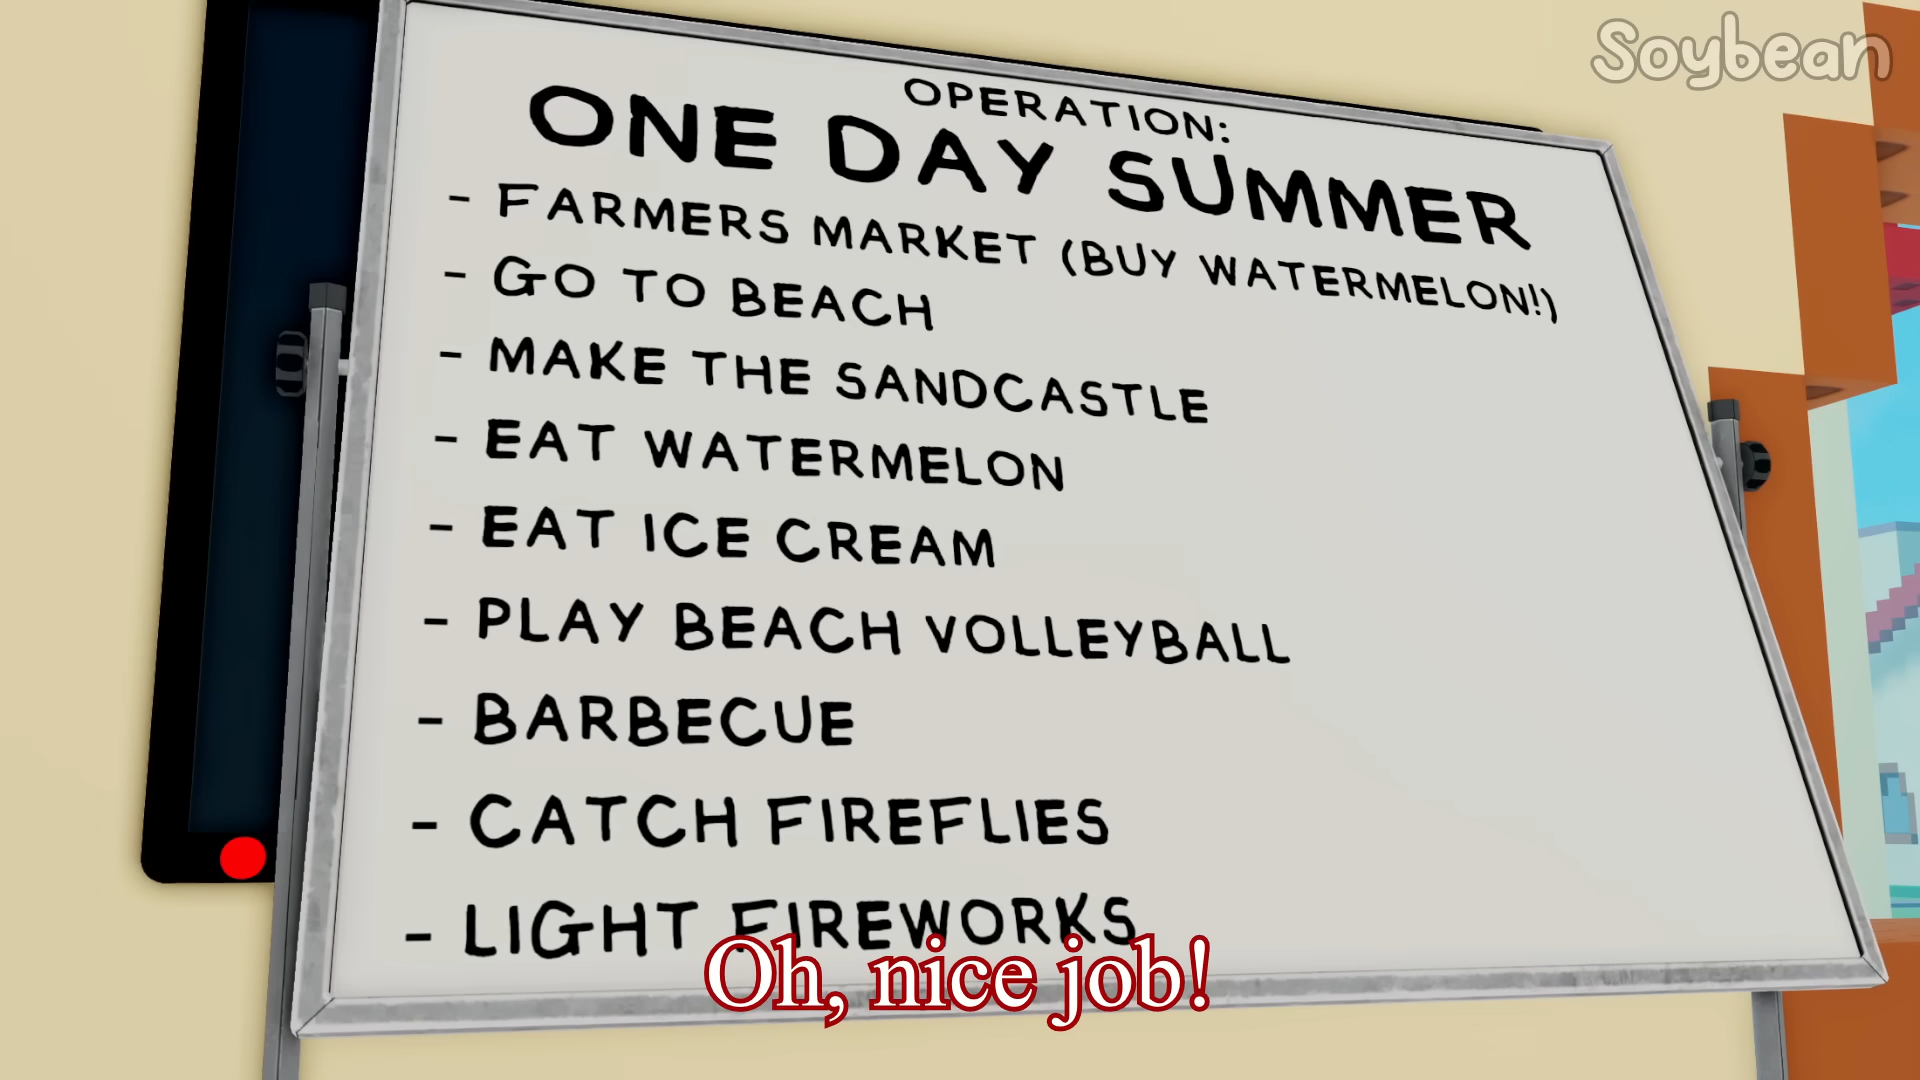 Soybean
OPERATION:
ONE DAY SUMMER
- FARMERS MARKET (BUY WATERMELON!)
- GO TO BEACH
- MAKE THE SANDCASTLE
- EAT WATERMELON
- EAT ICE CREAM
- PLAY BEACH VOLLEYBALL
- BARBECUE
- CATCH FIREFLIES
- LIGHT FIREWORKS
Oh, nice job!